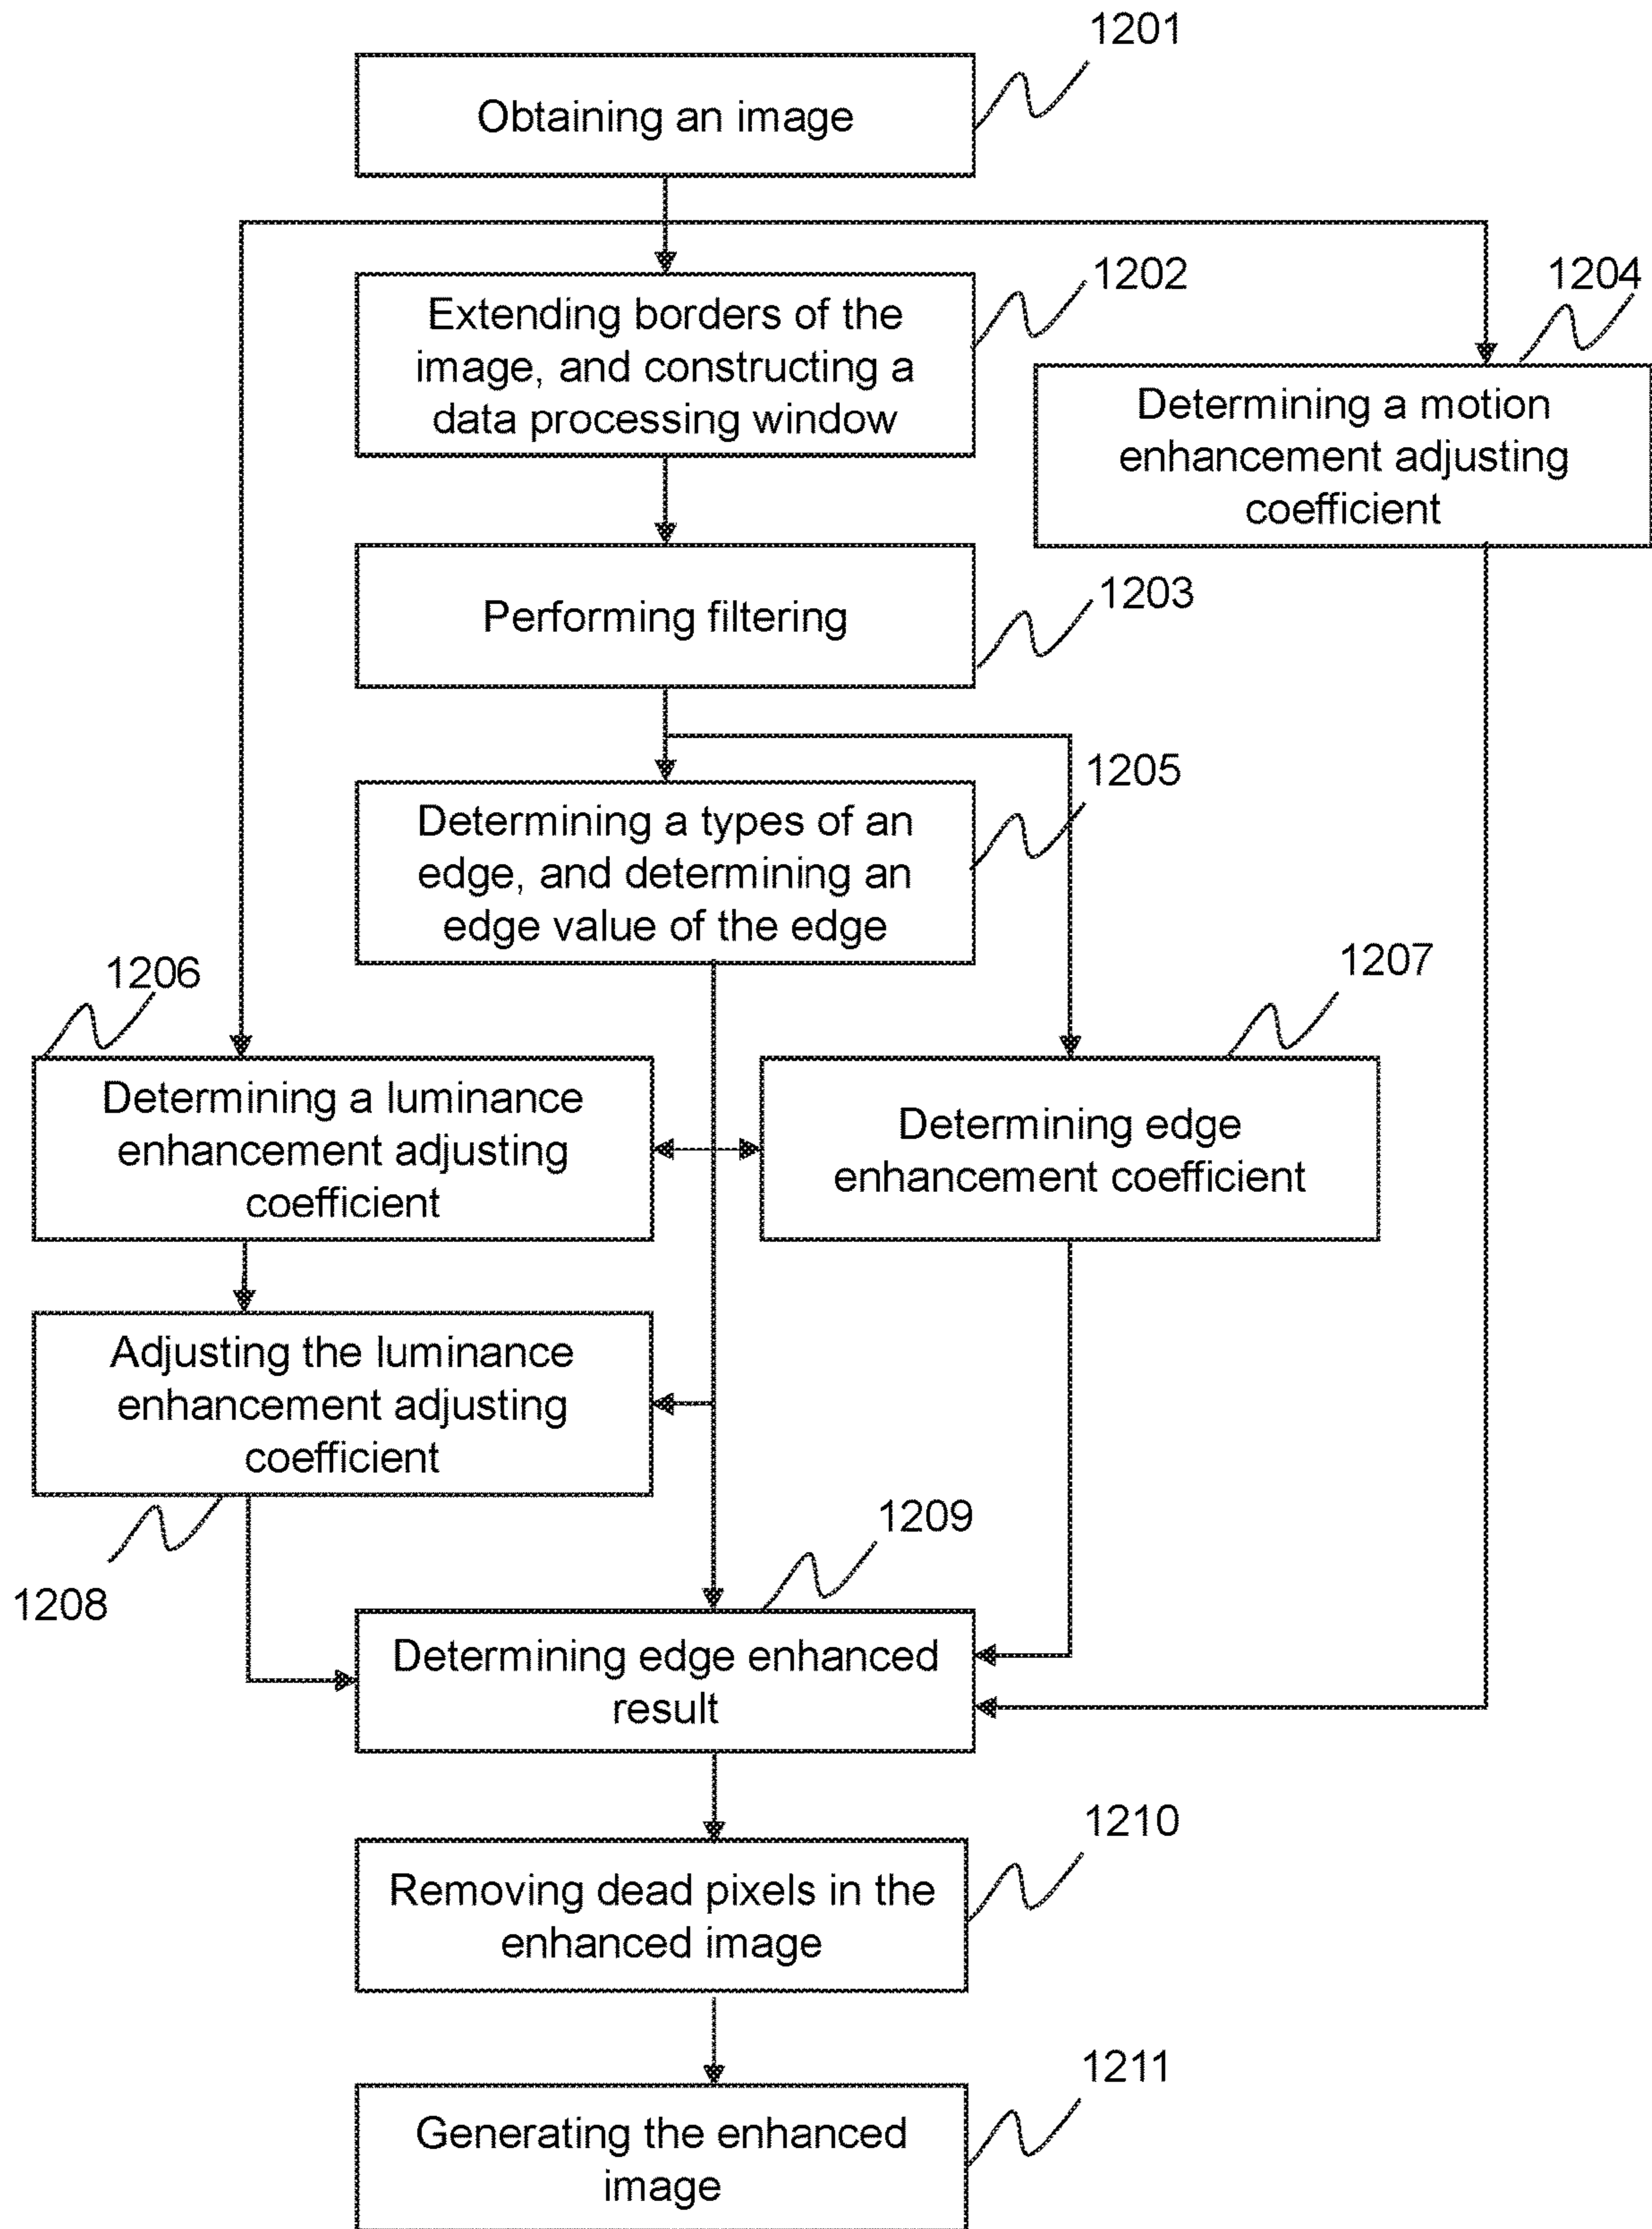 1201
Obtaining an image
1202
Extending borders of the
image, and constructing a
data processing window
1204
Determining a motion
enhancement adjusting
coefficient
1203
Performing filtering
1205
Determining a types of an
edge, and determining an
edge value of the edge
1206
Determining a luminance
enhancement adjusting
coefficient
1207
Determining edge
enhancement coefficient
Adjusting the luminance
enhancement adjusting
coefficient
1208
1209
Determining edge enhanced
result
1210
Removing dead pixels in the
enhanced image
1211
Generating the enhanced
image